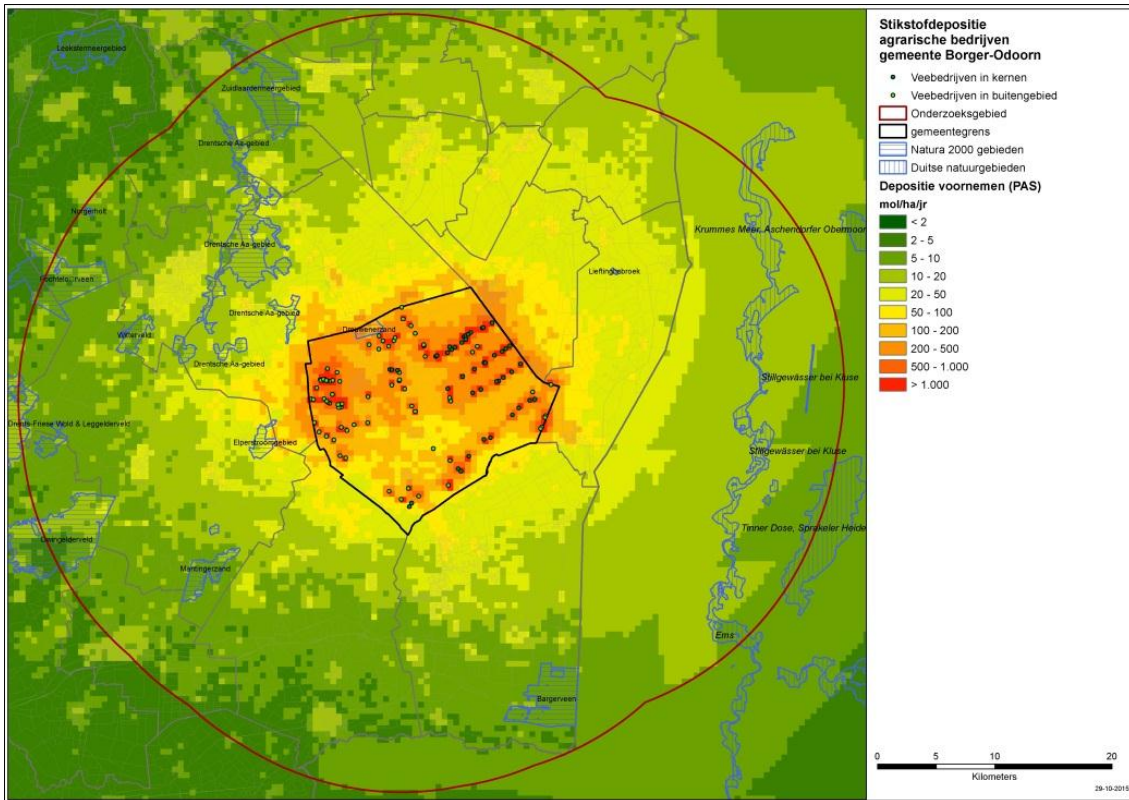 Stikstofdepositie
agrarische bedrijven
gemeente Borger-Odoorn
Veebedrijven in kernen
Veebedrijven in buitengebied
Onderzoeksgebied
gemeentegrens
Natura 2000 gebieden
Duitse natuurgebieden
Depositie voornemen (PAS)
mol/ha/jr
< 2
2 - 5
5 - 10
10 - 20
20 - 50
50 - 100
100 - 200
200 - 500
500 - 1.000
> 1.000
0 5 10 20
Kilometers
29-10-2015
Leekstermeergebied
Zuidlaardermeergebied
Drentsche Aa-gebied
Norgerholt
Drentsche Aa-gebied
Krummes Meer, Aschendorfer Obermoor
Lieftinghsbroek
Fochteloërveen
Drentsche Aa-gebied
Drouwenerzand
Witterveld
Drentsche Aa-gebied
Stillgewässer bei Kluse
Drents-Friese Wold & Leggelderveld
Elperstroomgebied
Stillgewässer bei Kluse
Tinner Dose, Sprakeler Heide
Dwingelderveld
Mantingerzand
Ems
Bargerveen